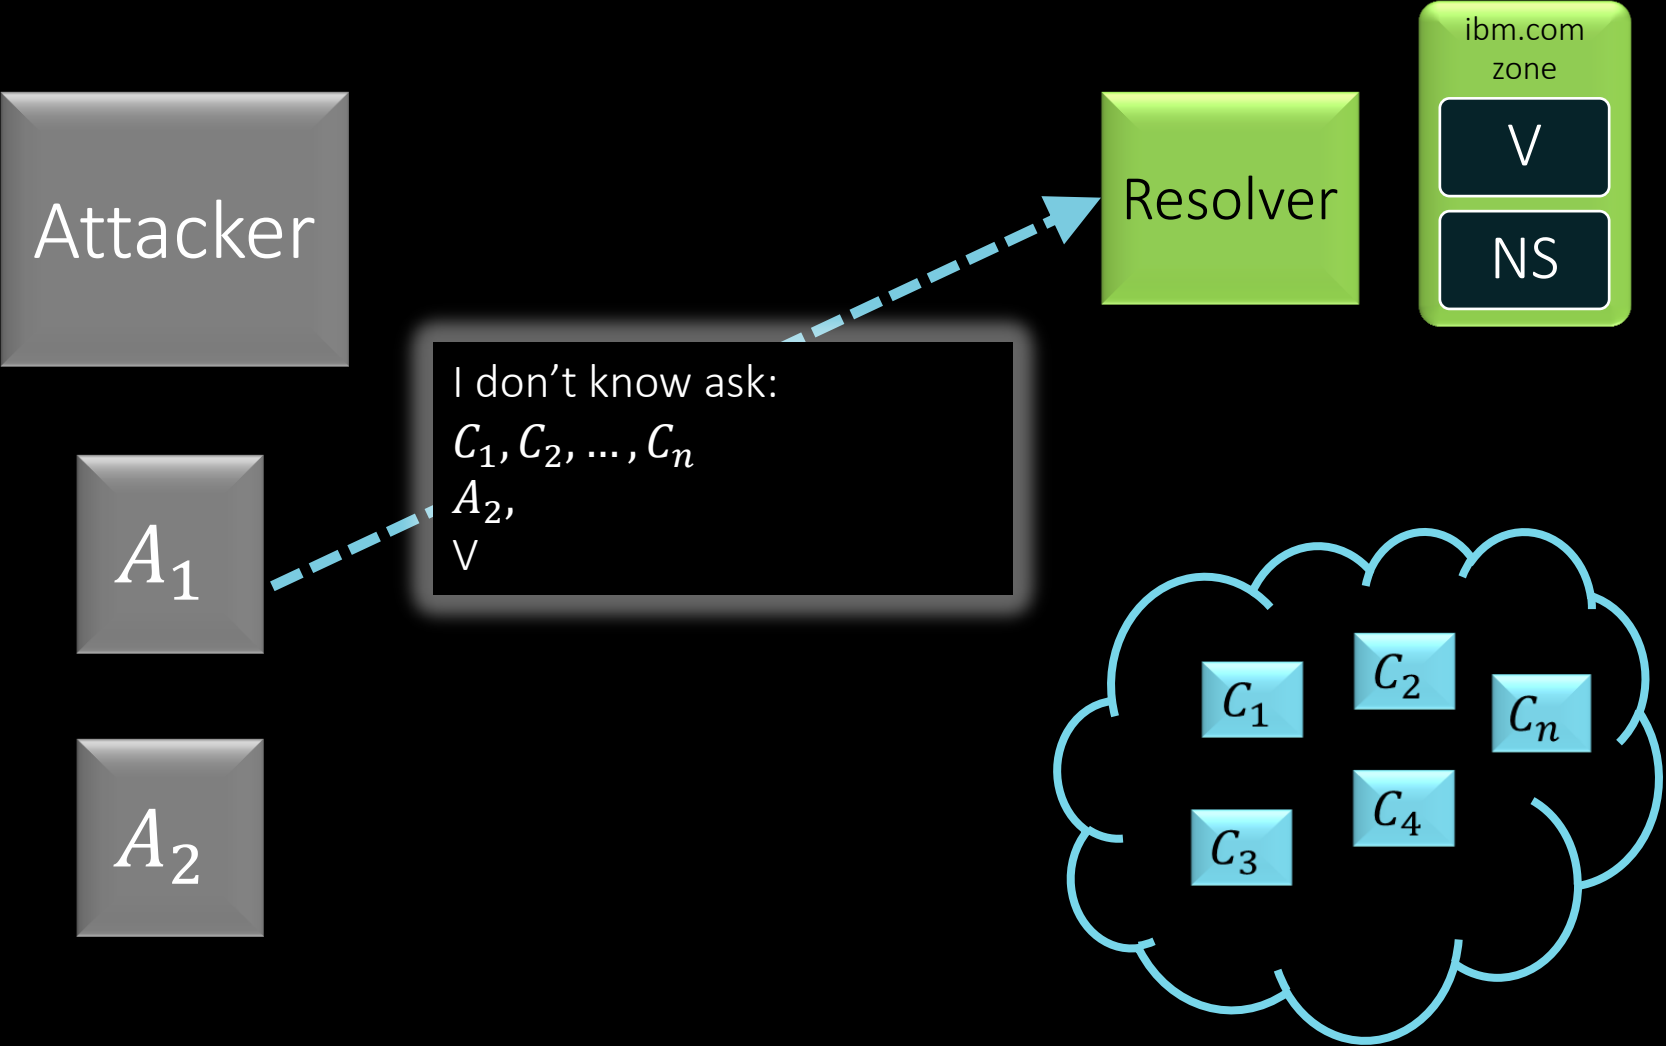 ibm.com
zone
V
NS
Attacker
Resolver
I don’t know ask:
C₁, C₂, … , Cₙ
A₂,
V
A₁
A₂
C₁
C₂
Cₙ
C₃
C₄